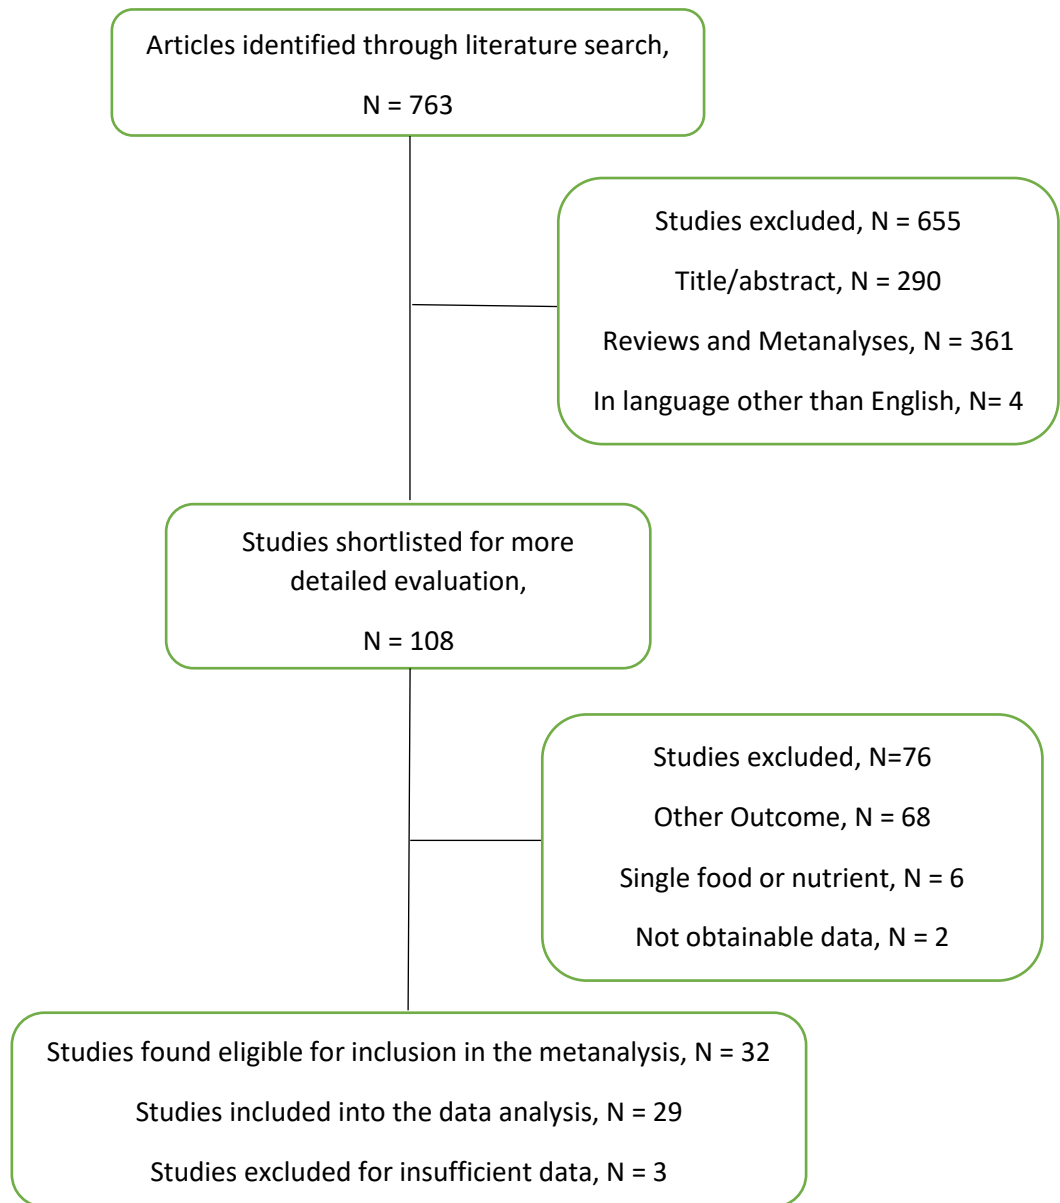 Articles identified through literature search,
N = 763
Studies excluded, N = 655
Title/abstract, N = 290
Reviews and Metanalyses, N = 361
In language other than English, N= 4
Studies shortlisted for more
detailed evaluation,
N = 108
Studies excluded, N=76
Other Outcome, N = 68
Single food or nutrient, N = 6
Not obtainable data, N = 2
Studies found eligible for inclusion in the metanalysis, N = 32
Studies included into the data analysis, N = 29
Studies excluded for insufficient data, N = 3